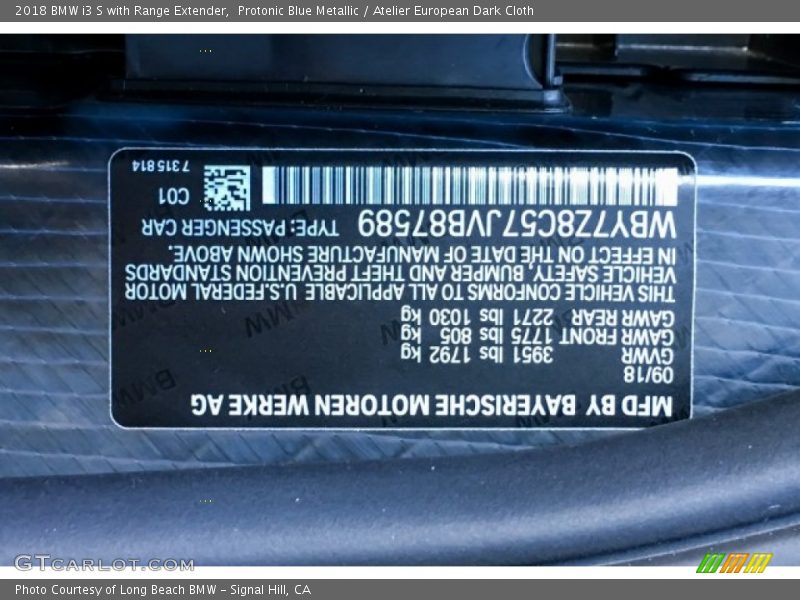 2018 BMW i3 S with Range Extender,  Protonic Blue Metallic / Atelier European Dark Cloth
MFD BY BAYERISCHE MOTOREN WERKE AG
09/18
GVWR 3951 lbs 1792 kg
GAWR FRONT 1775 lbs 805 kg
GAWR REAR 2271 lbs 1030 kg
THIS VEHICLE CONFORMS TO ALL APPLICABLE U.S.FEDERAL MOTOR
VEHICLE SAFETY, BUMPER, AND THEFT PREVENTION STANDARDS
IN EFFECT ON THE DATE OF MANUFACTURE SHOWN ABOVE.
WBY7Z8C57JVB87589 TYPE: PASSENGER CAR
C01
7315814
GTCARLOT.COM
Photo Courtesy of Long Beach BMW – Signal Hill, CA